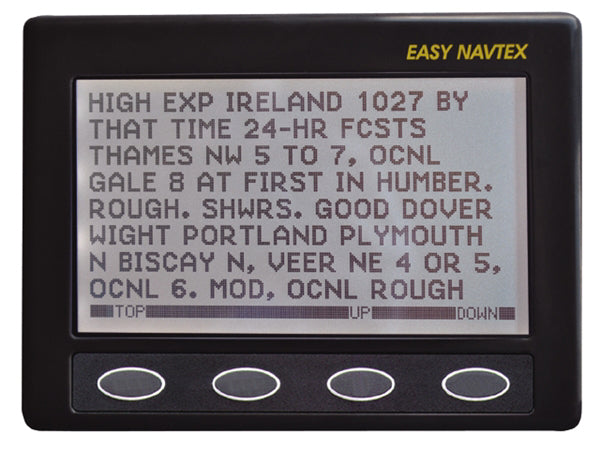 EASY NAVTEX
HIGH EXP IRELAND 1027 BY
THAT TIME 24-HR FCSTS
THAMES NW 5 TO 7, OCNL
GALE 8 AT FIRST IN HUMBER.
ROUGH. SHWRS. GOOD DOVER
WIGHT PORTLAND PLYMOUTH
N BISCAY N, VEER NE 4 OR 5,
OCNL 6. MOD, OCNL ROUGH
TOP UP DOWN